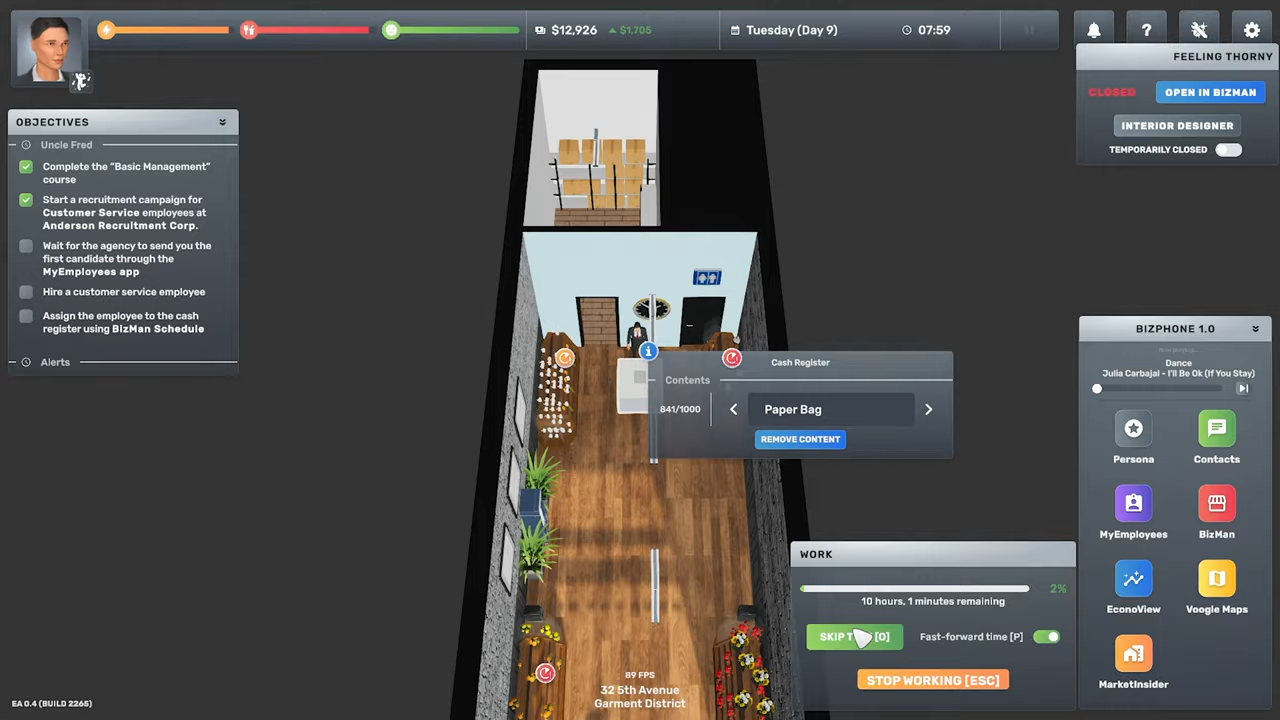 $12,926
$1,705
Tuesday (Day 9)
07:59
?
FEELING THORNY
CLOSED
OPEN IN BIZMAN
INTERIOR DESIGNER
TEMPORARILY CLOSED
OBJECTIVES
Uncle Fred
Complete the "Basic Management"
course
Start a recruitment campaign for
Customer Service employees at
Anderson Recruitment Corp.
Wait for the agency to send you the
first candidate through the
MyEmployees app
Hire a customer service employee
Assign the employee to the cash
register using BizMan Schedule
Alerts
Cash Register
Contents
841/1000
Paper Bag
REMOVE CONTENT
BIZPHONE 1.0
Dance
Julia Carbajal - I'll Be Ok (If You Stay)
Persona
Contacts
MyEmployees
BizMan
EconoView
Voogle Maps
MarketInsider
WORK
2%
10 hours, 1 minutes remaining
SKIP T [O]
Fast-forward time [P]
STOP WORKING [ESC]
89 FPS
32 5th Avenue
Garment District
EA 0.4 (BUILD 2265)